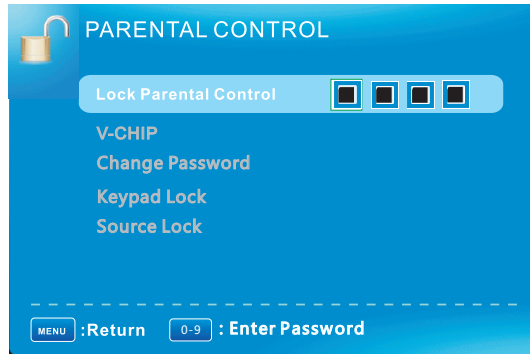 PARENTAL CONTROL
Lock Parental Control
V-CHIP
Change Password
Keypad Lock
Source Lock
MENU :Return 0-9 : Enter Password